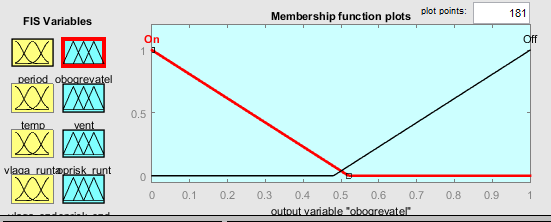 FIS Variables
Membership function plots
plot points:
181
On
Off
period
obogrevatel
temp
vent
vlaga_runta
oprisk_runt
1
0.5
0
0
0.1
0.2
0.3
0.4
0.5
0.6
0.7
0.8
0.9
1
output variable "obogrevatel"